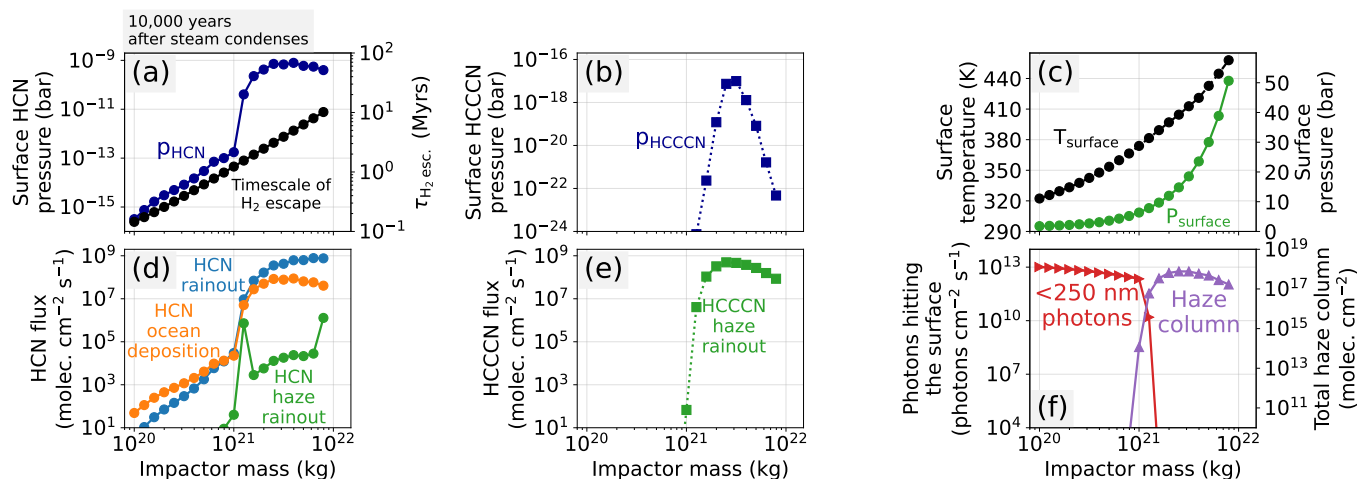 10,000 years
after steam condenses
(a)
Surface HCN
pressure (bar)
10⁻⁹
10⁻¹¹
10⁻¹³
10⁻¹⁵
p_HCN
Timescale of
H₂ escape
10²
10¹
10⁰
10⁻¹
τ_H₂ esc. (Myrs)
(b)
Surface HCCCN
pressure (bar)
10⁻¹⁶
10⁻¹⁸
10⁻²⁰
10⁻²²
10⁻²⁴
p_HCCCN
(c)
Surface
temperature (K)
440
410
380
350
320
290
T_surface
P_surface
50
40
30
20
10
0
Surface
pressure (bar)
(d)
HCN flux
(molec. cm⁻² s⁻¹)
10⁹
10⁷
10⁵
10³
10¹
HCN
rainout
HCN
ocean
deposition
HCN
haze
rainout
10²⁰
10²¹
10²²
Impactor mass (kg)
(e)
HCCCN flux
(molec. cm⁻² s⁻¹)
10⁹
10⁷
10⁵
10³
10¹
HCCCN
haze
rainout
10²⁰
10²¹
10²²
Impactor mass (kg)
(f)
Photons hitting
the surface
(photons cm⁻² s⁻¹)
10¹³
10¹⁰
10⁷
10⁴
<250 nm
photons
Haze
column
10¹⁹
10¹⁷
10¹⁵
10¹³
10¹¹
Total haze column
(molec. cm⁻²)
10²⁰
10²¹
10²²
Impactor mass (kg)